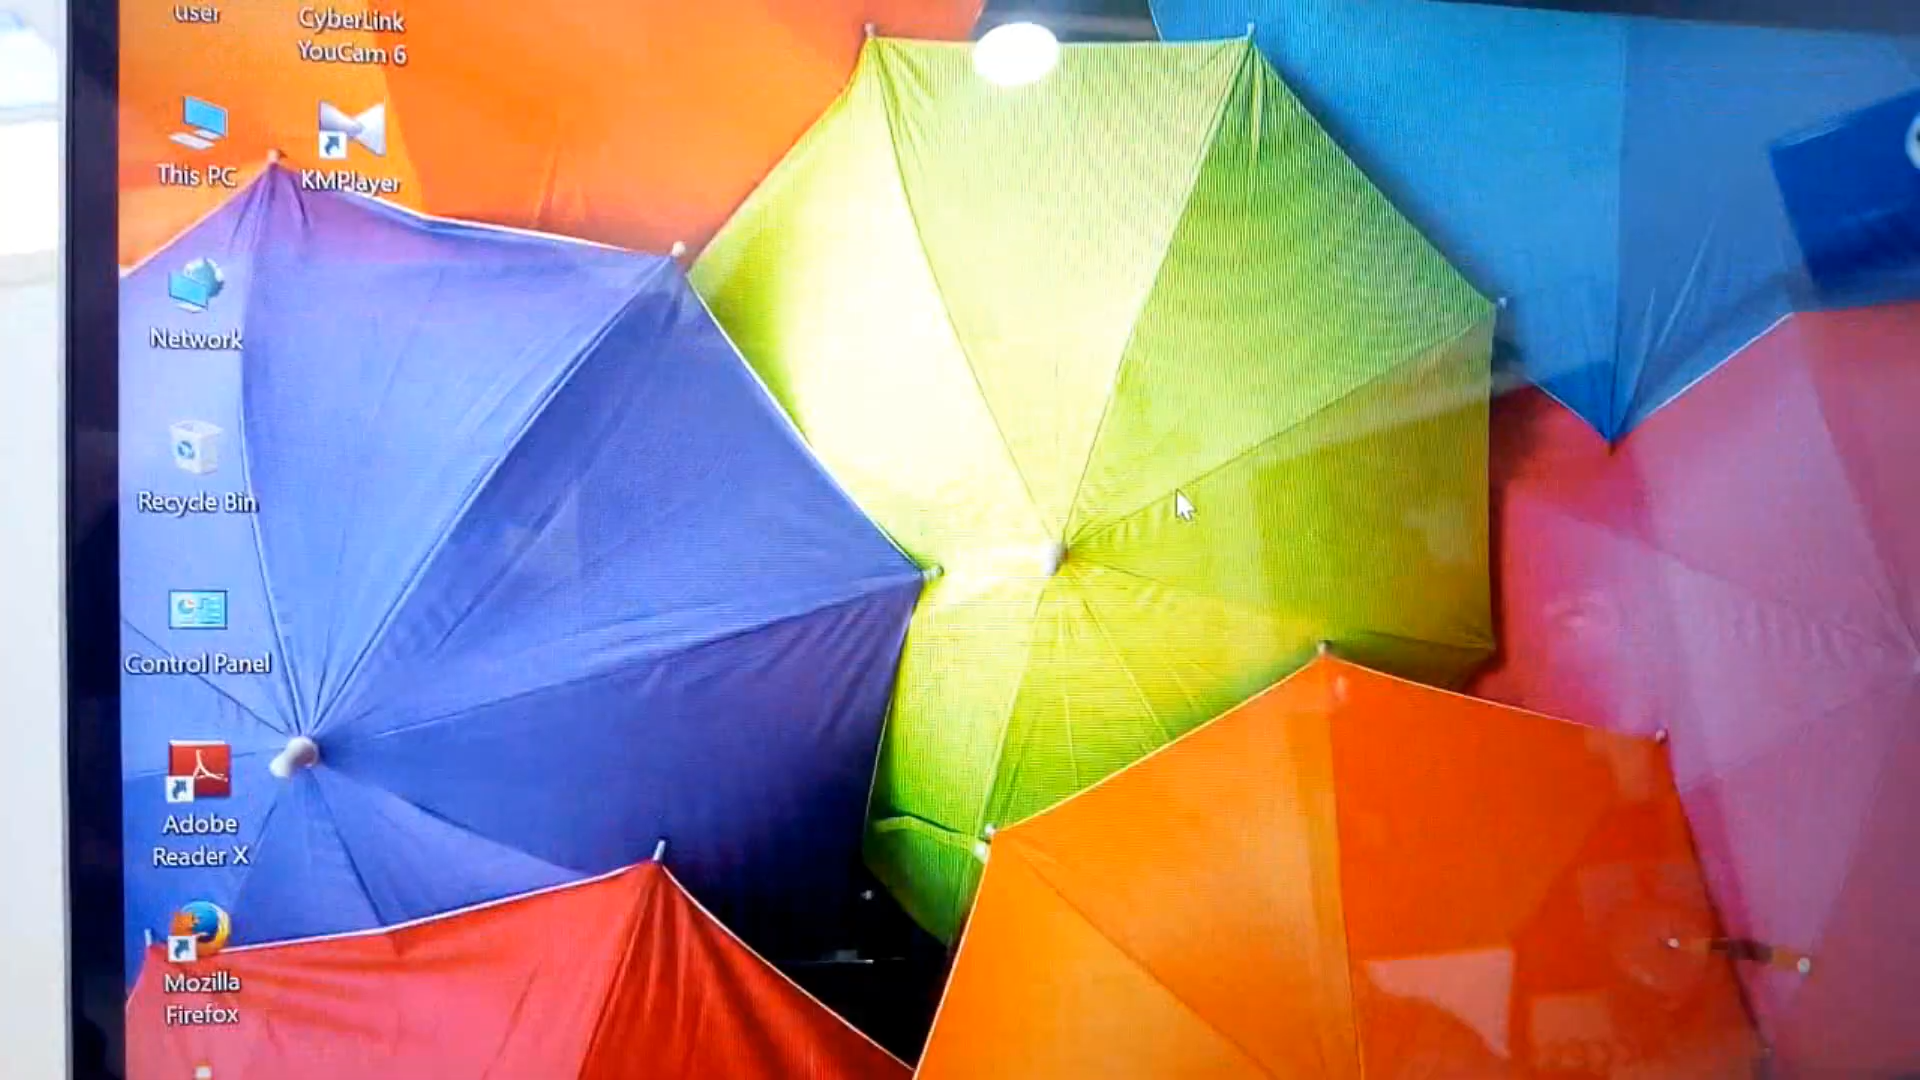 user
CyberLink
YouCam 6
This PC
KMPlayer
Network
Recycle Bin
Control Panel
Adobe
Reader X
Mozilla
Firefox